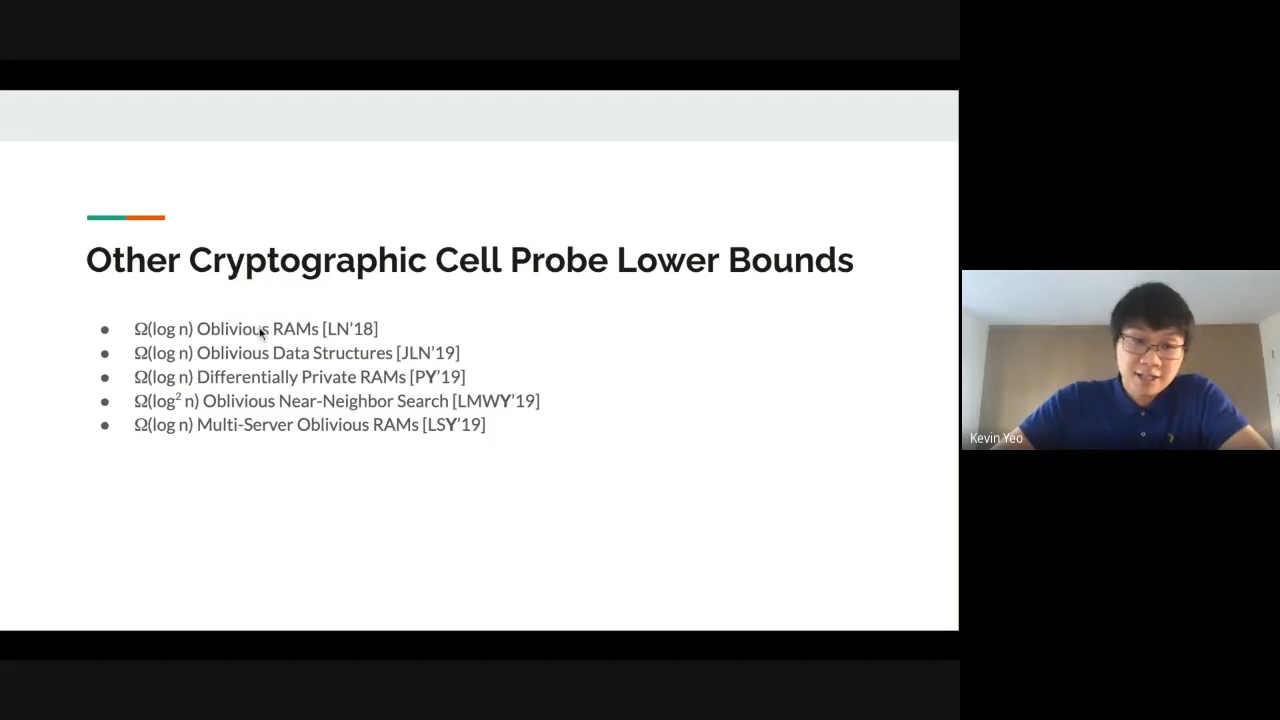 Other Cryptographic Cell Probe Lower Bounds
● Ω(log n) Oblivious RAMs [LN’18]
● Ω(log n) Oblivious Data Structures [JLN’19]
● Ω(log n) Differentially Private RAMs [PY’19]
● Ω(log² n) Oblivious Near-Neighbor Search [LMWY’19]
● Ω(log n) Multi-Server Oblivious RAMs [LSY’19]
Kevin Yeo